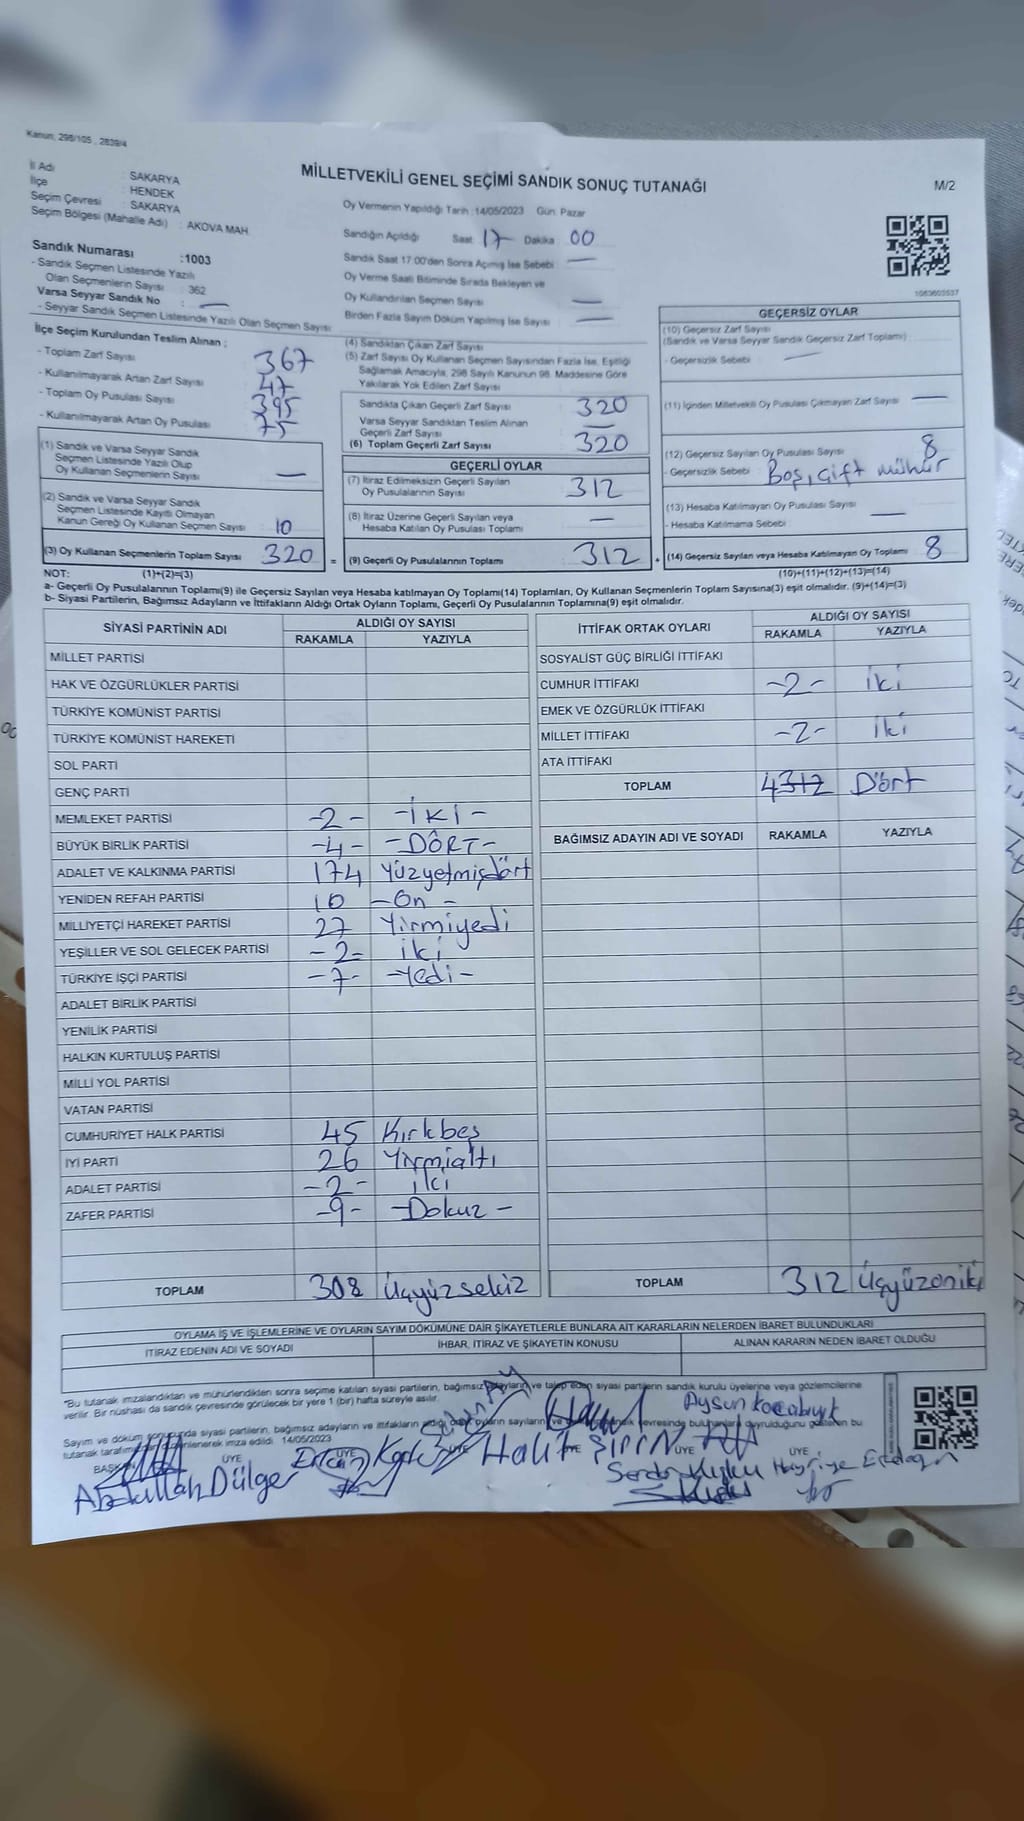 Kanun; 298/105 , 2839/4
MİLLETVEKİLİ GENEL SEÇİMİ SANDIK SONUÇ TUTANAĞI
M/2
İl Adı : SAKARYA
İlçe : HENDEK
Seçim Çevresi : SAKARYA
Seçim Bölgesi (Mahalle Adı) : AKOVA MAH.
Sandık Numarası :1003
- Sandık Seçmen Listesinde Yazılı
Olan Seçmenlerin Sayısı : 362
Varsa Seyyar Sandık No : —
- Seyyar Sandık Seçmen Listesinde Yazılı Olan Seçmen Sayısı :
Oy Vermenin Yapıldığı Tarih :14/05/2023 Gün: Pazar
Sandığın Açıldığı Saat 17 Dakika 00
Sandık Saat 17:00'den Sonra Açılmış İse Sebebi : —
Oy Verme Saati Bitiminde Sırada Bekleyen ve
Oy Kullandırılan Seçmen Sayısı —
Birden Fazla Sayım Döküm Yapılmış İse Sayısı —
İlçe Seçim Kurulundan Teslim Alınan ;
- Toplam Zarf Sayısı 367
- Kullanılmayarak Artan Zarf Sayısı 47
- Toplam Oy Pusulası Sayısı 395
- Kullanılmayarak Artan Oy Pusulası 75
(1) Sandık ve Varsa Seyyar Sandık
Seçmen Listesinde Yazılı Olup
Oy Kullanan Seçmenlerin Sayısı —
(2) Sandık ve Varsa Seyyar Sandık
Seçmen Listesinde Kayıtlı Olmayan
Kanun Gereği Oy Kullanan Seçmen Sayısı 10
(3) Oy Kullanan Seçmenlerin Toplam Sayısı 320 =
(4) Sandıktan Çıkan Zarf Sayısı
(5) Zarf Sayısı Oy Kullanan Seçmen Sayısından Fazla İse, Eşitliği
Sağlamak Amacıyla, 298 Sayılı Kanunun 98. Maddesine Göre
Yakılarak Yok Edilen Zarf Sayısı
Sandıkta Çıkan Geçerli Zarf Sayısı 320
Varsa Seyyar Sandıktan Teslim Alınan
Geçerli Zarf Sayısı —
(6) Toplam Geçerli Zarf Sayısı 320
GEÇERLİ OYLAR
(7) İtiraz Edilmeksizin Geçerli Sayılan
Oy Pusulalarının Sayısı 312
(8) İtiraz Üzerine Geçerli Sayılan veya
Hesaba Katılan Oy Pusulası Toplamı —
(9) Geçerli Oy Pusulalarının Toplamı 312 +
1063603537
GEÇERSİZ OYLAR
(10) Geçersiz Zarf Sayısı
(Sandık ve Varsa Seyyar Sandık Geçersiz Zarf Toplamı) :
- Geçersizlik Sebebi : —
(11) İçinden Milletvekili Oy Pusulası Çıkmayan Zarf Sayısı —
(12) Geçersiz Sayılan Oy Pusulası Sayısı 8
- Geçersizlik Sebebi : Boş, Çift mühür
(13) Hesaba Katılmayan Oy Pusulası Sayısı —
- Hesaba Katılmama Sebebi :
(14) Geçersiz Sayılan veya Hesaba Katılmayan Oy Toplamı 8
NOT: (1)+(2)=(3) (10)+(11)+(12)+(13)=(14)
a- Geçerli Oy Pusulalarının Toplamı(9) ile Geçersiz Sayılan veya Hesaba katılmayan Oy Toplamı(14) Toplamları, Oy Kullanan Seçmenlerin Toplam Sayısına(3) eşit olmalıdır. (9)+(14)=(3)
b- Siyasi Partilerin, Bağımsız Adayların ve İttifakların Aldığı Ortak Oyların Toplamı, Geçerli Oy Pusulalarının Toplamına(9) eşit olmalıdır.
SİYASİ PARTİNİN ADI ALDIĞI OY SAYISI
RAKAMLA YAZIYLA
MİLLET PARTİSİ
HAK VE ÖZGÜRLÜKLER PARTİSİ
TÜRKİYE KOMÜNİST PARTİSİ
TÜRKİYE KOMÜNİST HAREKETİ
SOL PARTİ
GENÇ PARTİ
MEMLEKET PARTİSİ -2- -İKİ-
BÜYÜK BİRLİK PARTİSİ -4- -DÖRT-
ADALET VE KALKINMA PARTİSİ 174 Yüzyetmişdört
YENİDEN REFAH PARTİSİ 10 -On-
MİLLİYETÇİ HAREKET PARTİSİ 27 Yirmiyedi
YEŞİLLER VE SOL GELECEK PARTİSİ -2- iki
TÜRKİYE İŞÇİ PARTİSİ -7- -Yedi-
ADALET BİRLİK PARTİSİ
YENİLİK PARTİSİ
HALKIN KURTULUŞ PARTİSİ
MİLLİ YOL PARTİSİ
VATAN PARTİSİ
CUMHURİYET HALK PARTİSİ 45 Kırkbeş
İYİ PARTİ 26 Yirmialtı
ADALET PARTİSİ -2- iki
ZAFER PARTİSİ -9- -Dokuz-
TOPLAM 308 Üçyüzsekiz
İTTİFAK ORTAK OYLARI ALDIĞI OY SAYISI
RAKAMLA YAZIYLA
SOSYALİST GÜÇ BİRLİĞİ İTTİFAKI
CUMHUR İTTİFAKI -2- iki
EMEK VE ÖZGÜRLÜK İTTİFAKI
MİLLET İTTİFAKI -2- iki
ATA İTTİFAKI
TOPLAM 4312 Dört
BAĞIMSIZ ADAYIN ADI VE SOYADI RAKAMLA YAZIYLA
TOPLAM 312 Üçyüzoniki
OYLAMA İŞ VE İŞLEMLERİNE VE OYLARIN SAYIM DÖKÜMÜNE DAİR ŞİKAYETLERLE BUNLARA AİT KARARLARIN NELERDEN İBARET BULUNDUKLARI
İTİRAZ EDENİN ADI VE SOYADI İHBAR, İTİRAZ VE ŞİKAYETİN KONUSU ALINAN KARARIN NEDEN İBARET OLDUĞU
"Bu tutanak imzalandıktan ve mühürlendikten sonra seçime katılan siyasi partilerin, bağımsız adayların ve talep eden siyasi partilerin sandık kurulu üyelerine veya gözlemcilerine
verilir. Bir nüshası da sandık çevresinde görülecek bir yere 1 (bir) hafta süreyle asılır.
Sayım ve döküm sonucunda siyasi partilerin, bağımsız adayların ve ittifakların aldığı oyların sayıları çevresinde duyurulduğunu gösteren bu
tutanak düzenlenerek imza edildi. 14/05/2023
Aysun Kocabıyık
BAŞKAN ÜYE ÜYE ÜYE ÜYE ÜYE
Abdullah Dülger Halit ŞİRİN Serdar Hayriye